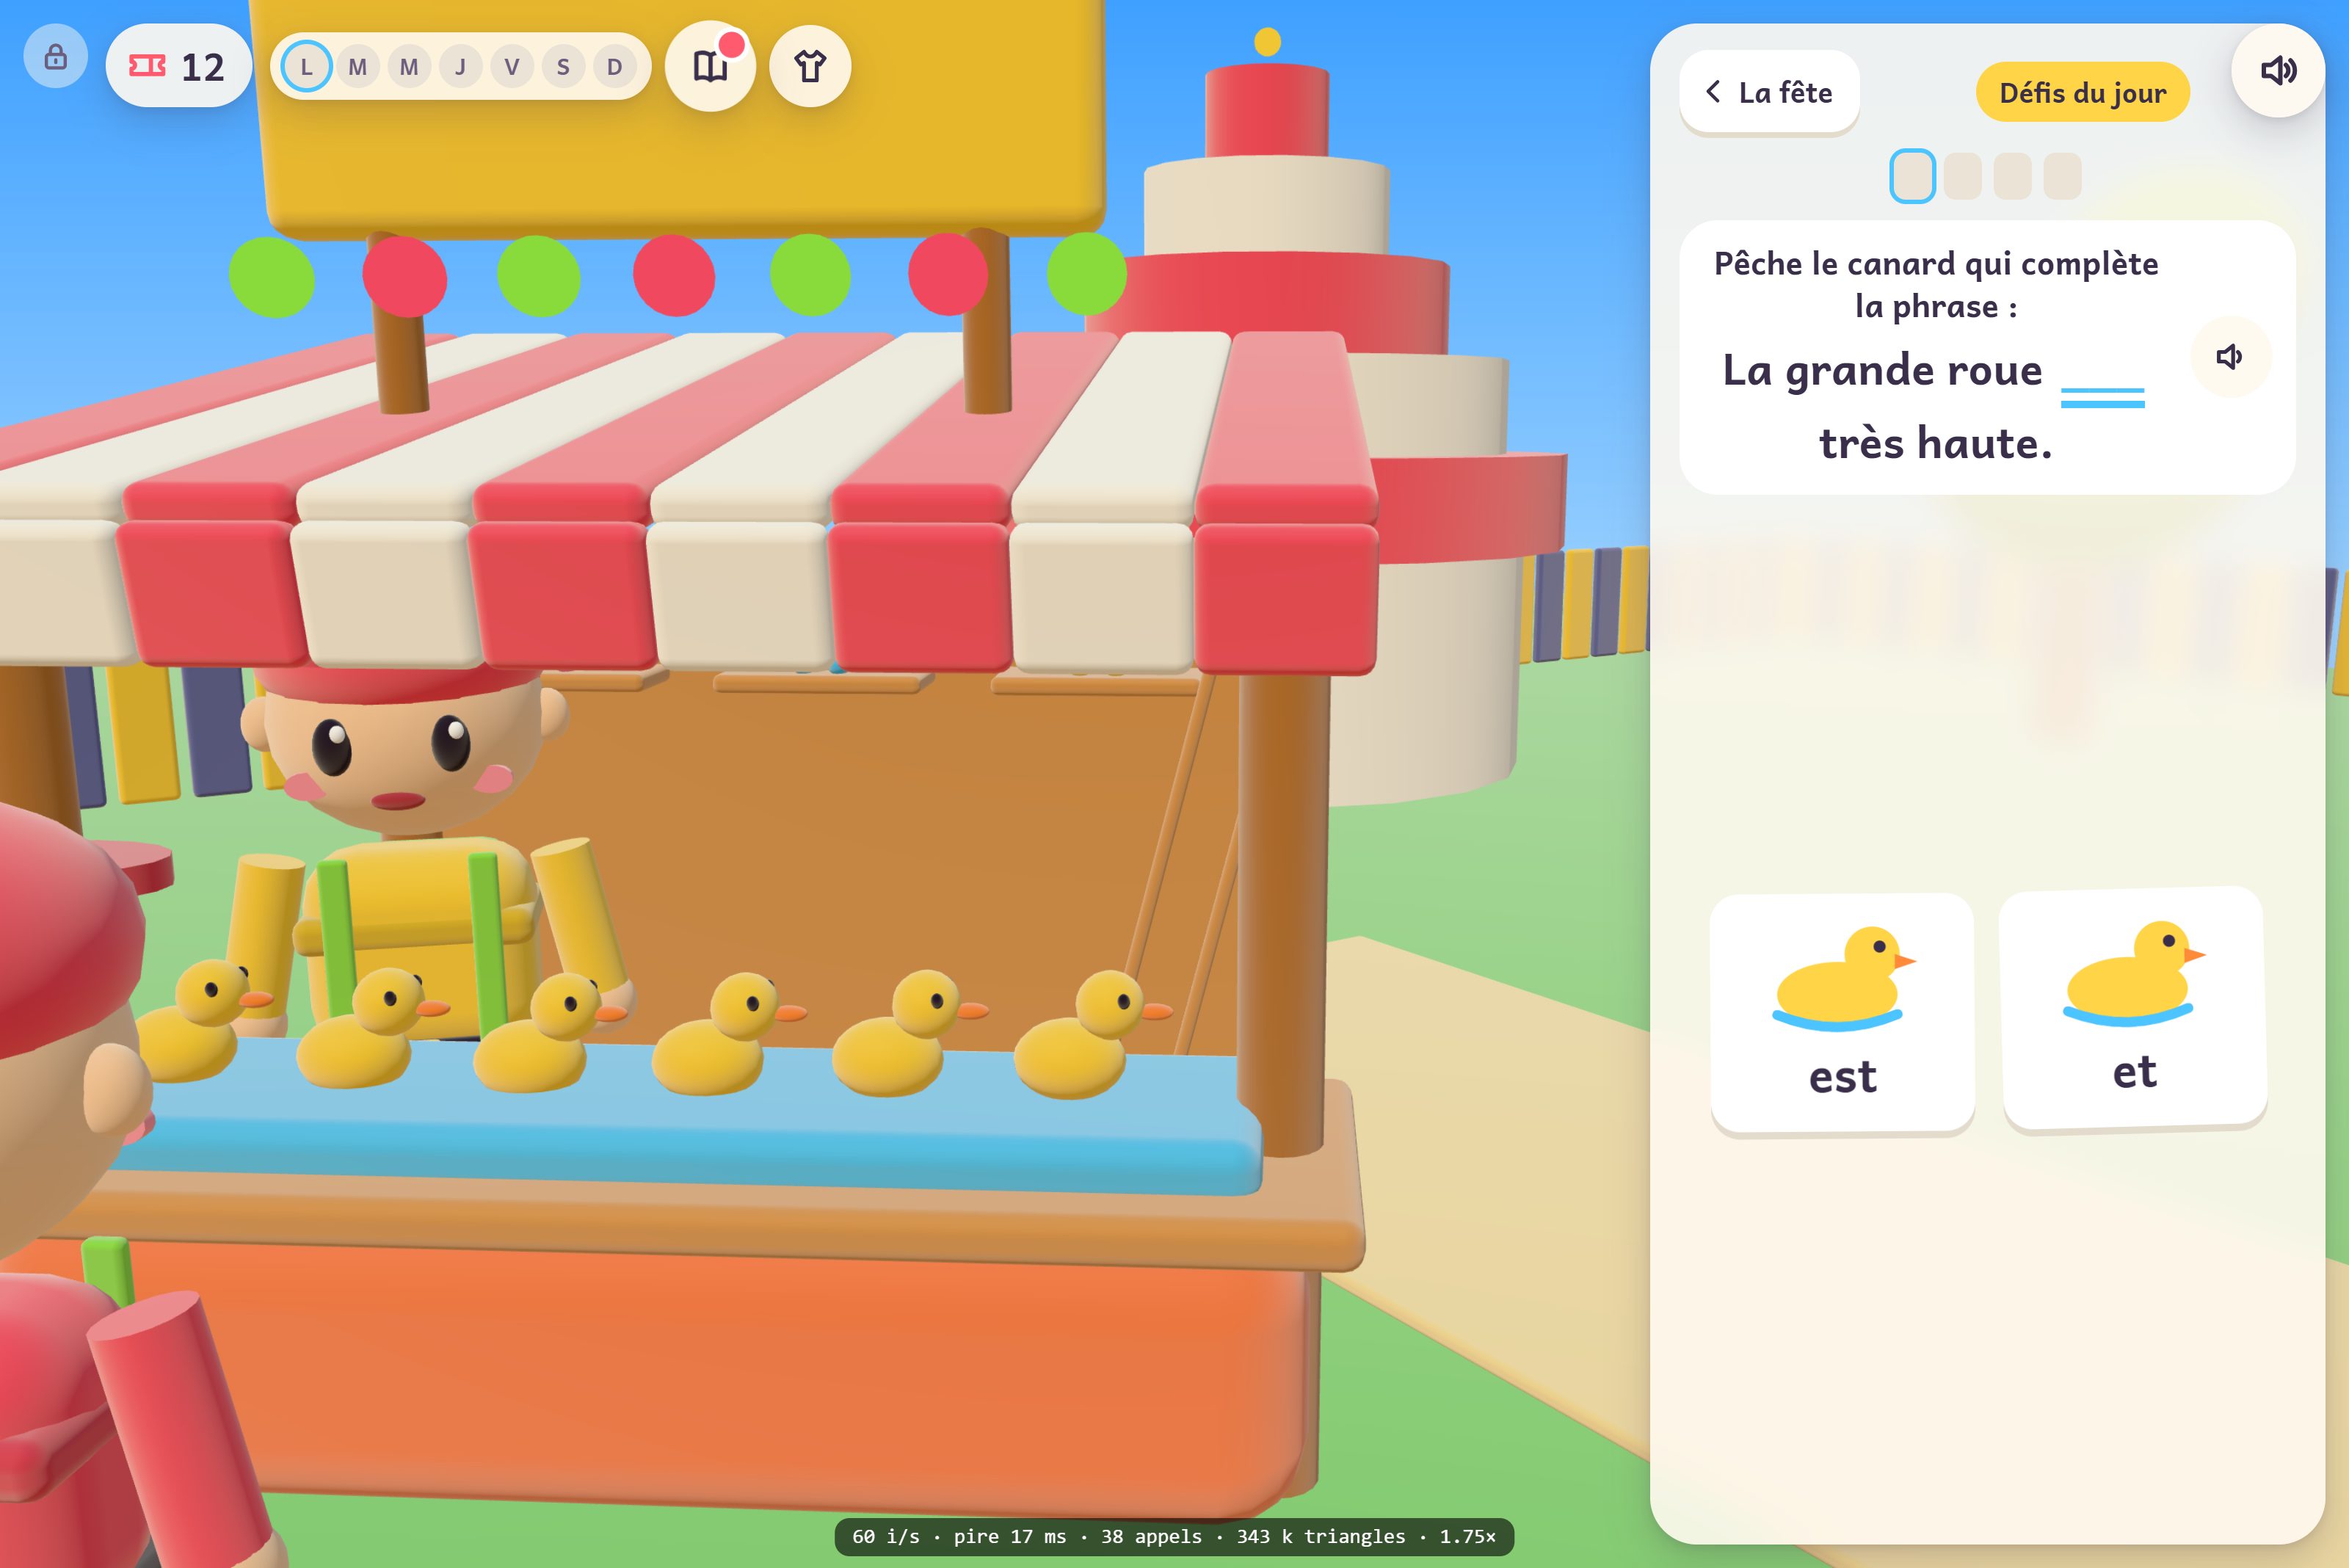 12
L M M J V S D
La fête
Défis du jour
Pêche le canard qui complète
la phrase :
La grande roue
très haute.
est
et
60 i/s · pire 17 ms · 38 appels · 343 k triangles · 1.75×